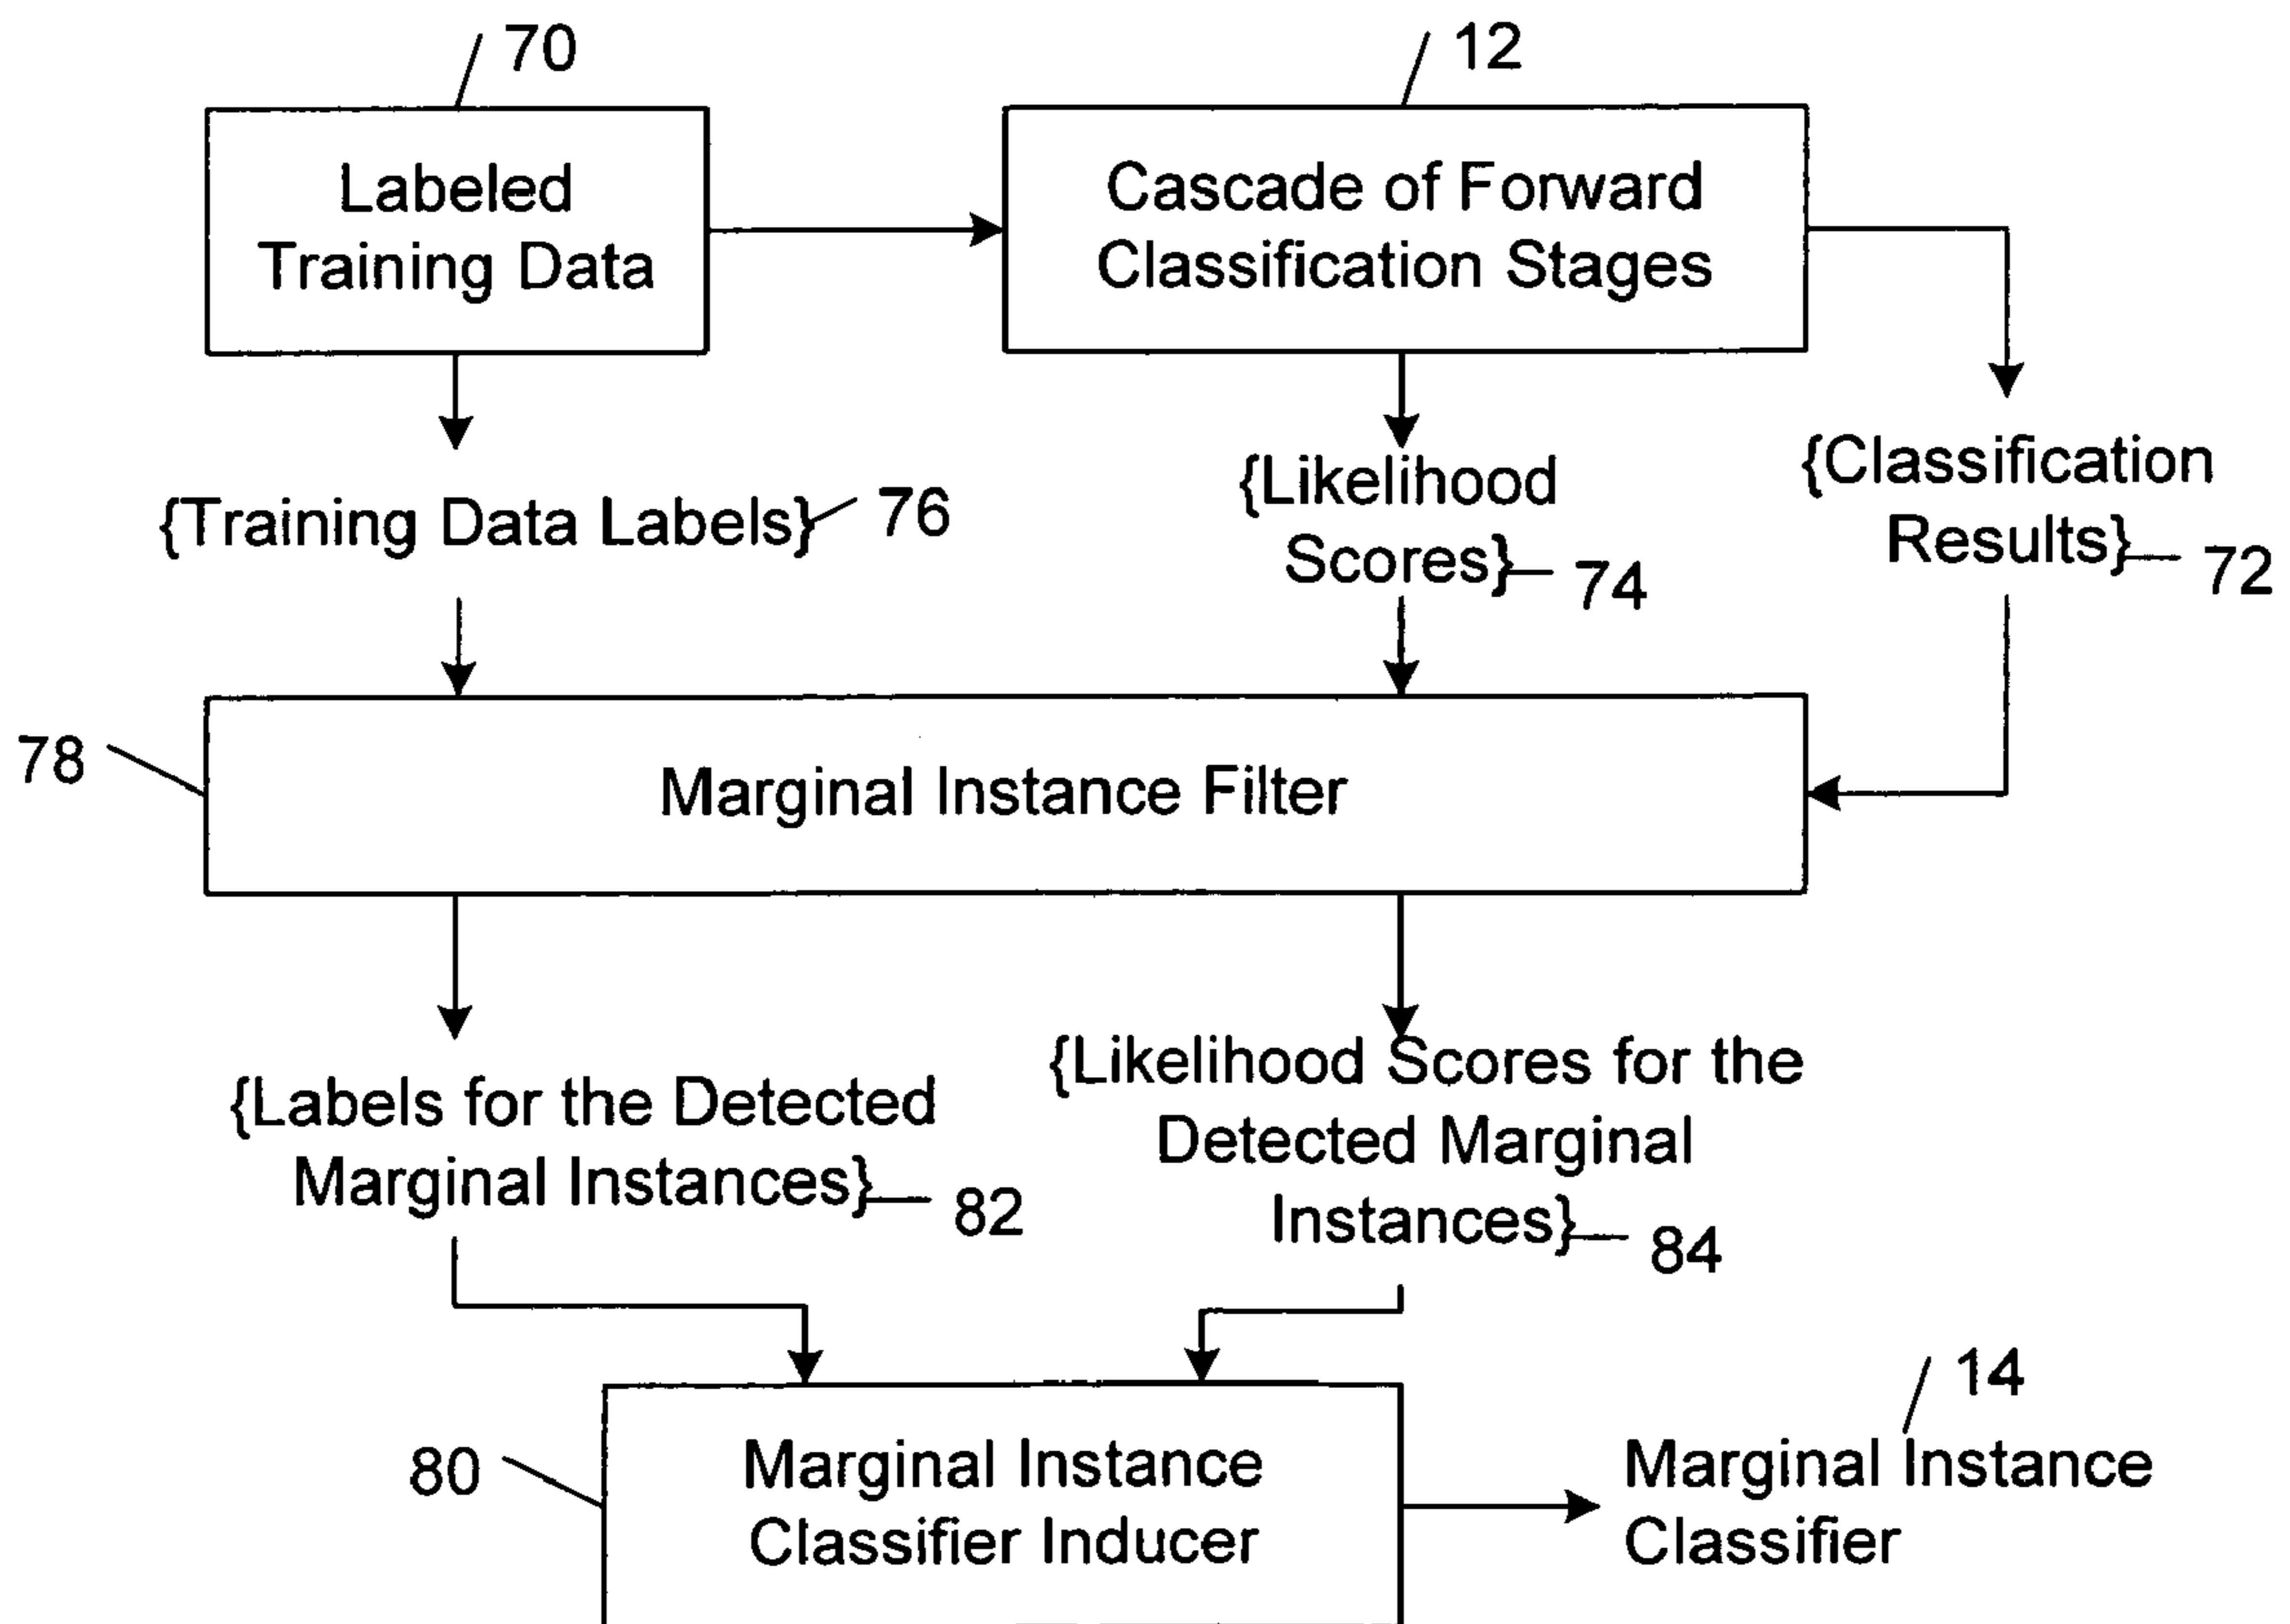 70
12
Labeled
Training Data
Cascade of Forward
Classification Stages
{Training Data Labels}
76
{Likelihood
Scores}
74
{Classification
Results}
72
78
Marginal Instance Filter
{Labels for the Detected
Marginal Instances}
82
{Likelihood Scores for the
Detected Marginal
Instances}
84
80
Marginal Instance
Classifier Inducer
14
Marginal Instance
Classifier